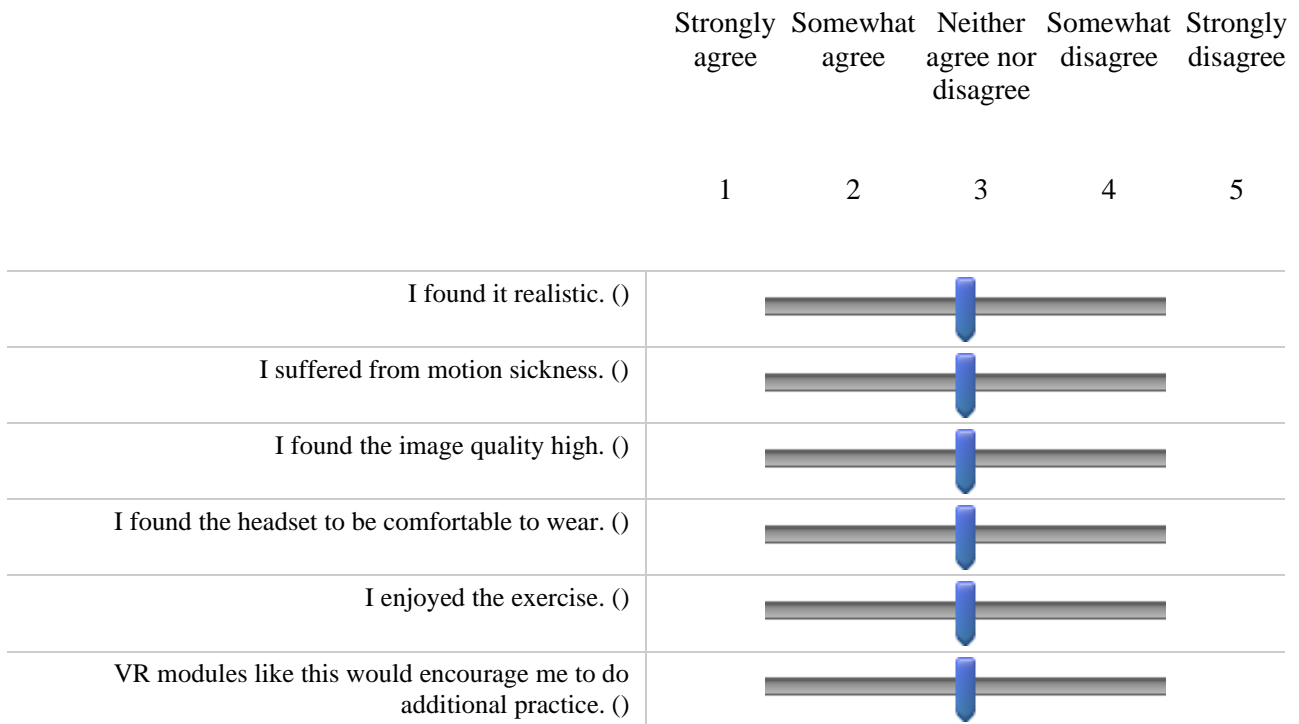 Strongly agree Somewhat agree Neither agree nor disagree Somewhat disagree Strongly disagree
1 2 3 4 5
I found it realistic. ()
I suffered from motion sickness. ()
I found the image quality high. ()
I found the headset to be comfortable to wear. ()
I enjoyed the exercise. ()
VR modules like this would encourage me to do
additional practice. ()